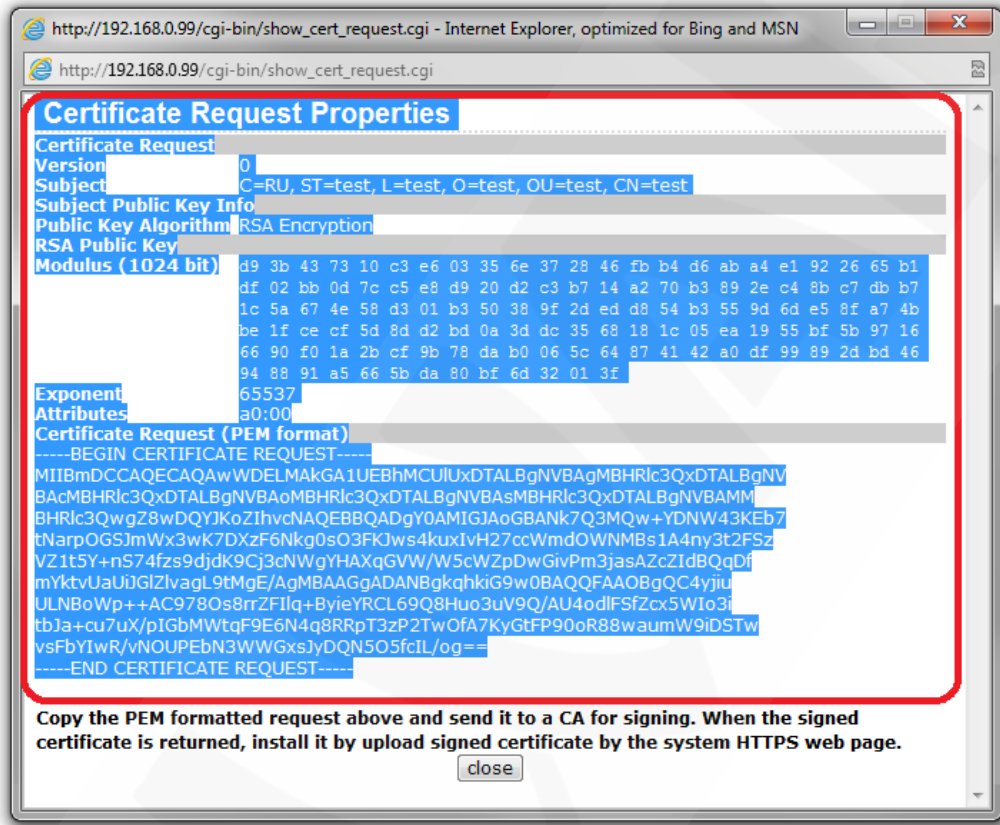 http://192.168.0.99/cgi-bin/show_cert_request.cgi - Internet Explorer, optimized for Bing and MSN
http://192.168.0.99/cgi-bin/show_cert_request.cgi
Certificate Request Properties
Certificate Request
Version 0
Subject C=RU, ST=test, L=test, O=test, OU=test, CN=test
Subject Public Key Info
Public Key Algorithm RSA Encryption
RSA Public Key
Modulus (1024 bit) d9 3b 43 73 10 c3 e6 03 35 6e 37 28 46 fb b4 d6 ab a4 e1 92 26 65 b1
df 02 bb 0d 7c c5 e8 d9 20 d2 c3 b7 14 a2 70 b3 89 2e c4 8b c7 db b7
1c 5a 67 4e 58 d3 01 b3 50 38 9f 2d ed d8 54 b3 55 9d 6d e5 8f a7 4b
be 1f ce cf 5d 8d d2 bd 0a 3d dc 35 68 18 1c 05 ea 19 55 bf 5b 97 16
66 90 f0 1a 2b cf 9b 78 da b0 06 5c 64 87 41 42 a0 df 99 89 2d bd 46
94 88 91 a5 66 5b da 80 bf 6d 32 01 3f
Exponent 65537
Attributes a0:00
Certificate Request (PEM format)
-----BEGIN CERTIFICATE REQUEST-----
MIIBmDCCAQECAQAwWDELMAkGA1UEBhMCUlUxDTALBgNVBAgMBHRlc3QxDTALBgNV
BAcMBHRlc3QxDTALBgNVBAoMBHRlc3QxDTALBgNVBAsMBHRlc3QxDTALBgNVBAMM
BHRlc3QwgZ8wDQYJKoZIhvcNAQEBBQADgY0AMIGJAoGBANk7Q3MQw+YDNW43KEb7
tNarpOGSJmWx3wK7DXzF6Nkg0sO3FKJws4kuxIvH27ccWmdOWNMBs1A4ny3t2FSz
VZ1t5Y+nS74fzs9djdK9Cj3cNWgYHAXqGVW/W5cWZpDwGivPm3jasAZcZIdBQqDf
mYktvUaUiJGlZlvagL9tMgE/AgMBAAGgADANBgkqhkiG9w0BAQQFAAOBgQC4yjiu
ULNBoWp++AC978Os8rrZFIlq+ByieYRCL69Q8Huo3uV9Q/AU4odlFSfZcx5WIo3i
tbJa+cu7uX/pIGbMWtqF9E6N4q8RRpT3zP2TwOfA7KyGtFP90oR88waumW9iDSTw
vsFbYIwR/vNOUPEbN3WWGxsJyDQN5O5fcIL/og==
-----END CERTIFICATE REQUEST-----
Copy the PEM formatted request above and send it to a CA for signing. When the signed
certificate is returned, install it by upload signed certificate by the system HTTPS web page.
close